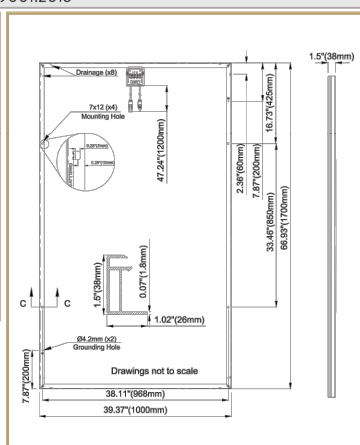 Drainage (x8)
1.5"(38mm)
7x12 (x4)
Mounting Hole
47.24"(1200mm)
2.36"(60mm)
7.87"(200mm)
16.73"(425mm)
33.46"(850mm)
66.93"(1700mm)
1.5"(38mm)
0.07"(1.8mm)
1.02"(26mm)
C C
Ø4.2mm (x2)
Grounding Hole
7.87"(200mm)
Drawings not to scale
38.11"(968mm)
39.37"(1000mm)